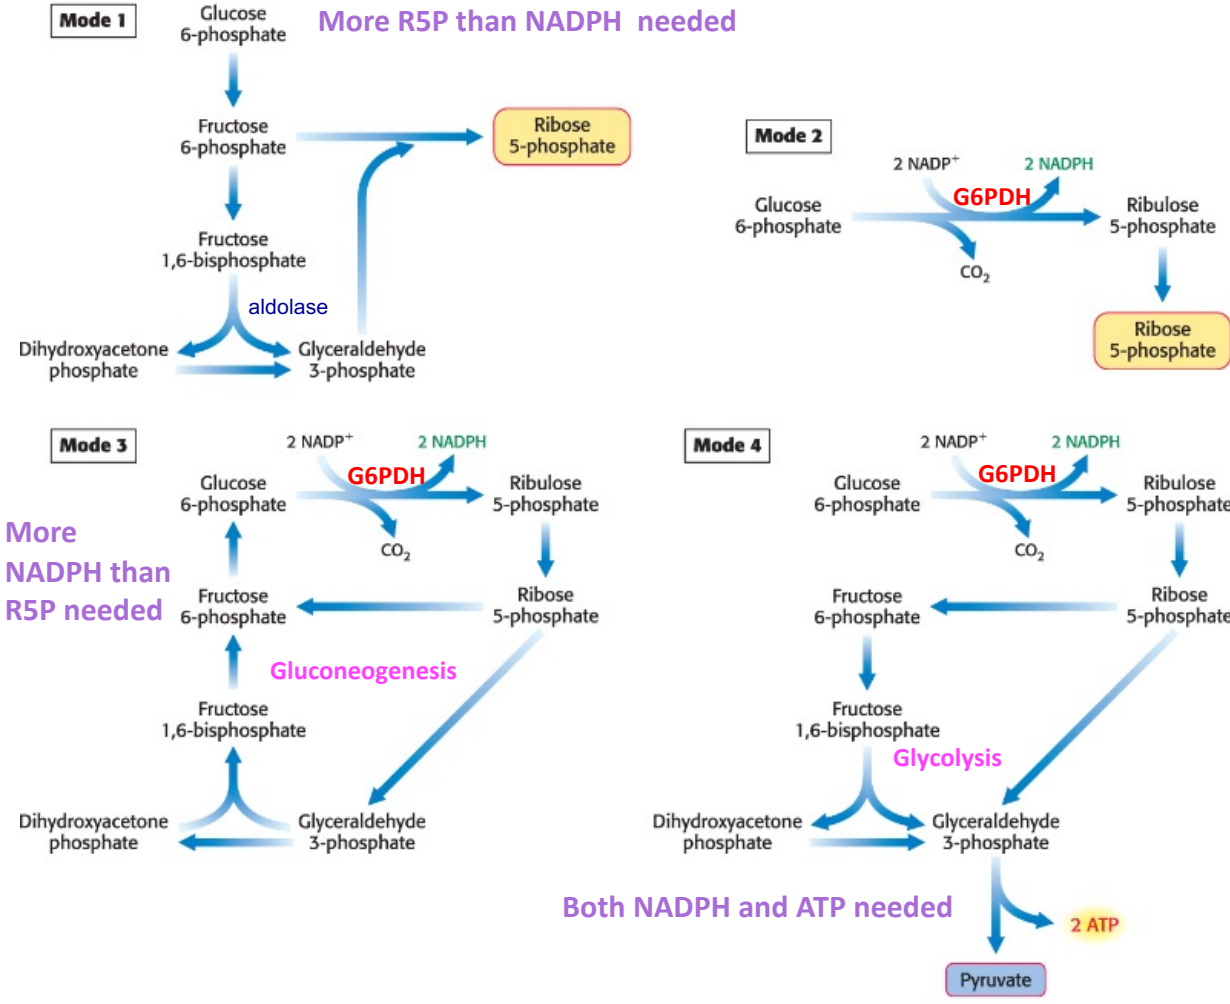 Mode 1
More R5P than NADPH needed
Glucose
6-phosphate
Fructose
6-phosphate
Ribose
5-phosphate
Fructose
1,6-bisphosphate
aldolase
Dihydroxyacetone
phosphate
Glyceraldehyde
3-phosphate
Mode 2
2 NADP⁺
2 NADPH
G6PDH
Glucose
6-phosphate
Ribulose
5-phosphate
CO₂
Ribose
5-phosphate
Mode 3
2 NADP⁺
2 NADPH
G6PDH
Glucose
6-phosphate
Ribulose
5-phosphate
CO₂
More
NADPH than
R5P needed
Fructose
6-phosphate
Ribose
5-phosphate
Gluconeogenesis
Fructose
1,6-bisphosphate
Dihydroxyacetone
phosphate
Glyceraldehyde
3-phosphate
Mode 4
2 NADP⁺
2 NADPH
G6PDH
Glucose
6-phosphate
Ribulose
5-phosphate
CO₂
Fructose
6-phosphate
Ribose
5-phosphate
Fructose
1,6-bisphosphate
Glycolysis
Dihydroxyacetone
phosphate
Glyceraldehyde
3-phosphate
Both NADPH and ATP needed
2 ATP
Pyruvate